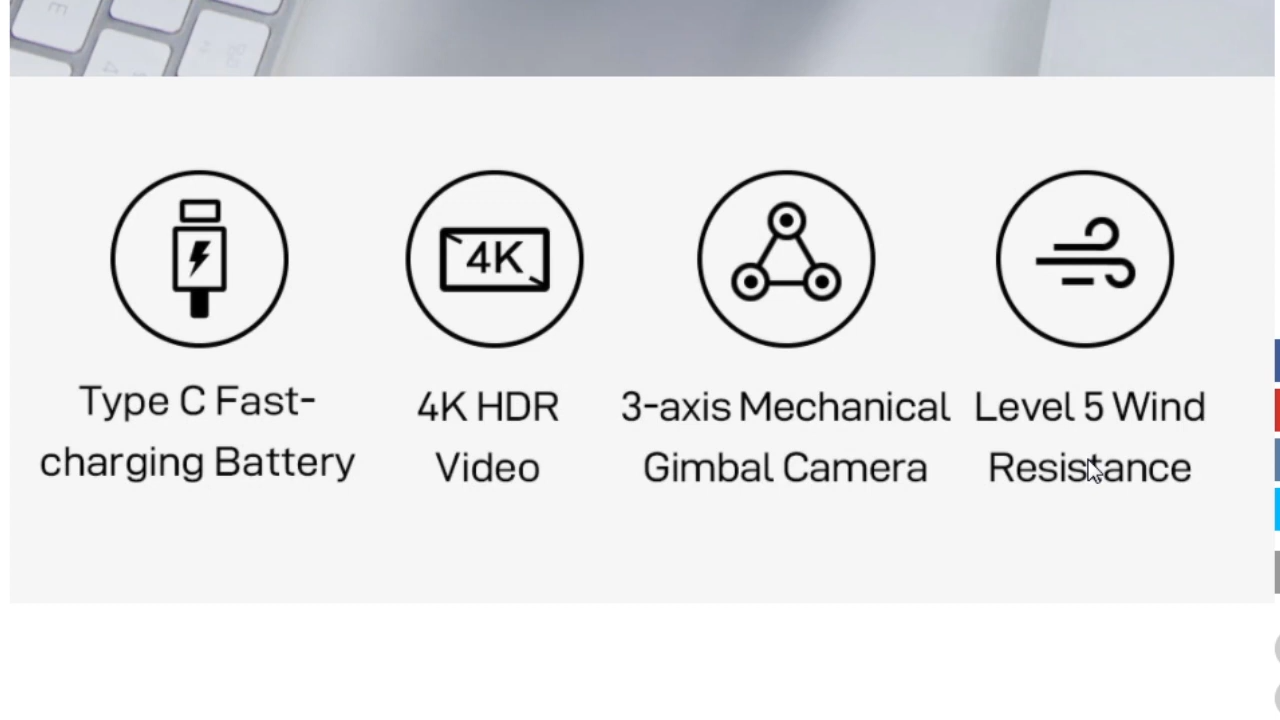 4K
Type C Fast-
charging Battery
4K HDR
Video
3-axis Mechanical
Gimbal Camera
Level 5 Wind
Resistance